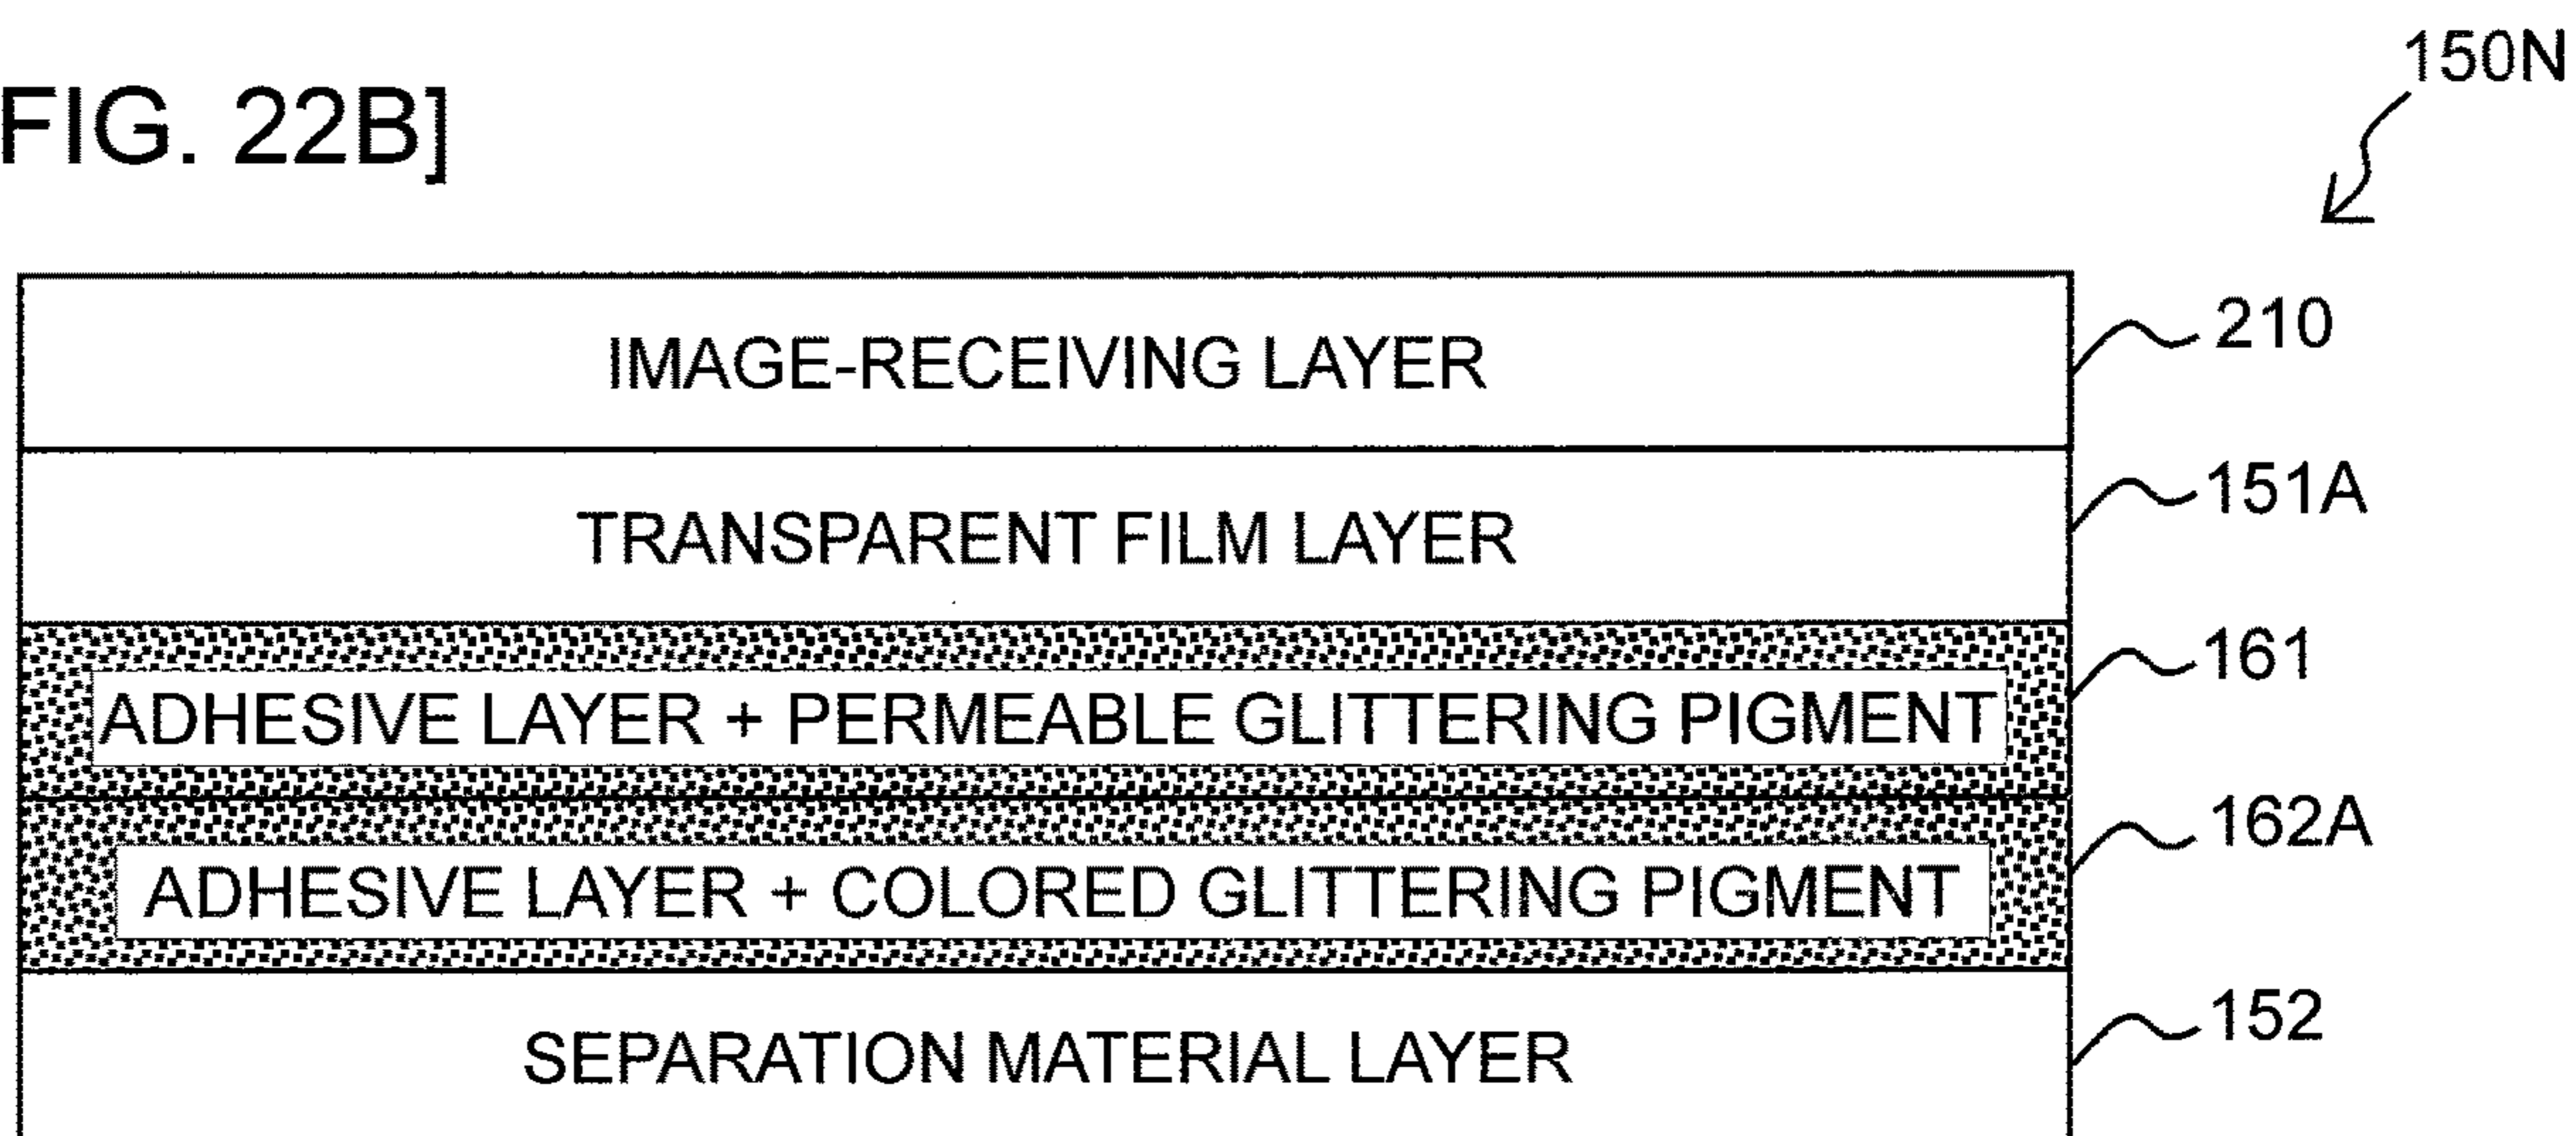 FIG. 22B]
150N
IMAGE-RECEIVING LAYER
210
TRANSPARENT FILM LAYER
151A
ADHESIVE LAYER + PERMEABLE GLITTERING PIGMENT
161
ADHESIVE LAYER + COLORED GLITTERING PIGMENT
162A
SEPARATION MATERIAL LAYER
152